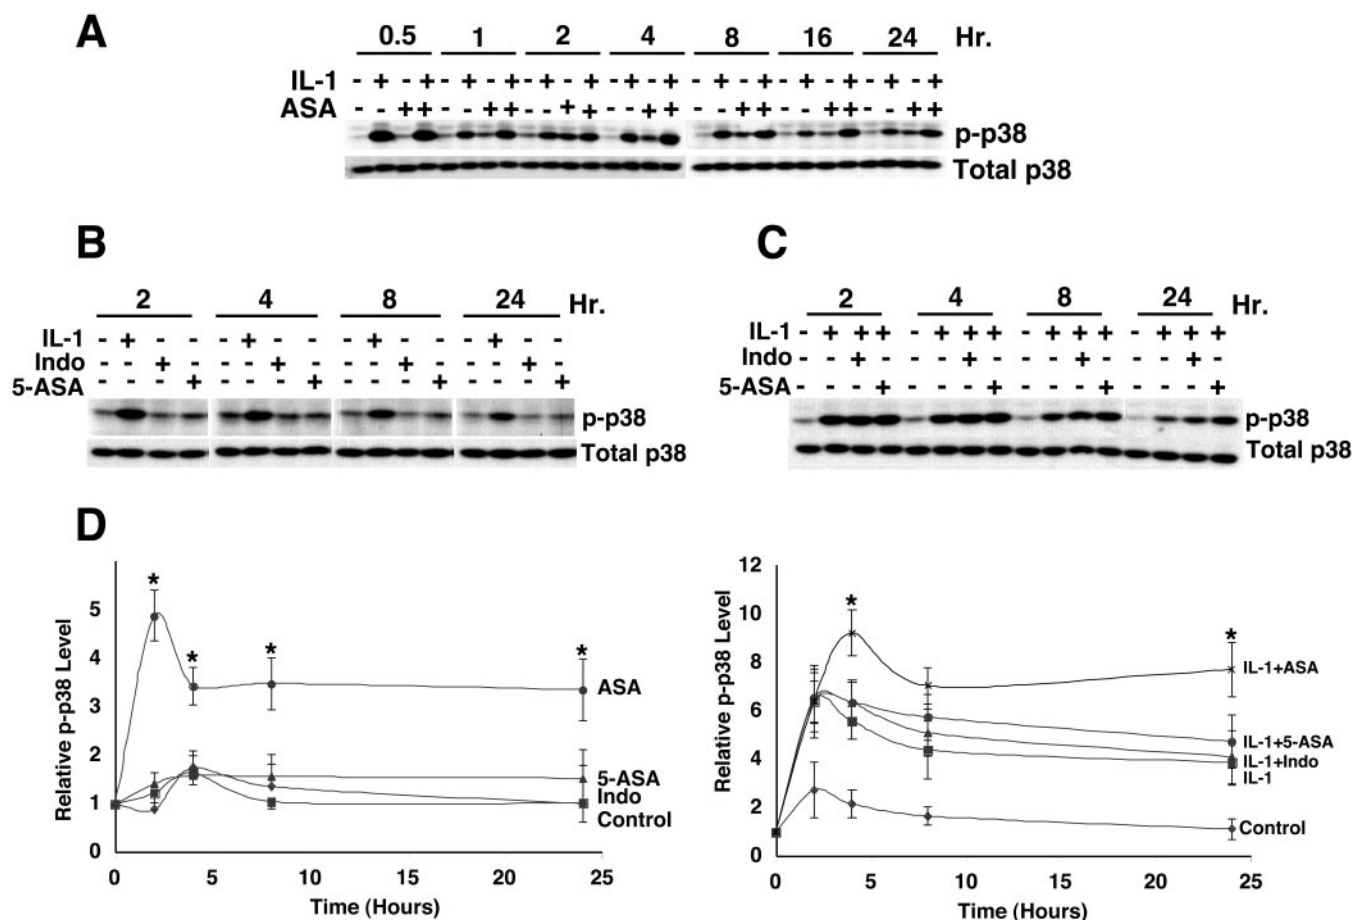 A
0.5 1 2 4 8 16 24 Hr.
IL-1 - + - + - + - + - + - + - + - + - + - + - + - + - + - +
ASA - - + + - - + + - - + + - - + + - - + + - - + + - - + +
p-p38
Total p38
B
2 4 8 24 Hr.
IL-1 - + - - - + - - - + - - - + - -
Indo - - + - - - + - - - + - - - + -
5-ASA - - - + - - - + - - - + - - - +
p-p38
Total p38
C
2 4 8 24 Hr.
IL-1 - + + + - + + + - + + + - + + +
Indo - - + - - - + - - - + - - - + -
5-ASA - - - + - - - + - - - + - - - +
p-p38
Total p38
D
Relative p-p38 Level
5
4
3
2
1
0
* * * *
ASA
5-ASA
Indo
Control
0 5 10 15 20 25
Time (Hours)
Relative p-p38 Level
12
10
8
6
4
2
0
* *
IL-1+ASA
IL-1+5-ASA
IL-1+Indo
IL-1
Control
0 5 10 15 20 25
Time (Hours)